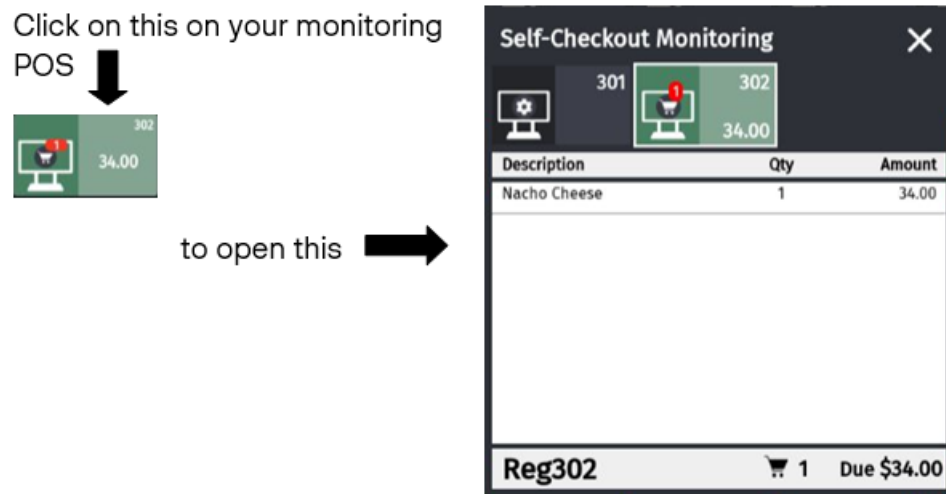 Click on this on your monitoring
POS
302
1
34.00
to open this
Self-Checkout Monitoring
301
1
302
34.00
Description Qty Amount
Nacho Cheese 1 34.00
Reg302 1 Due $34.00